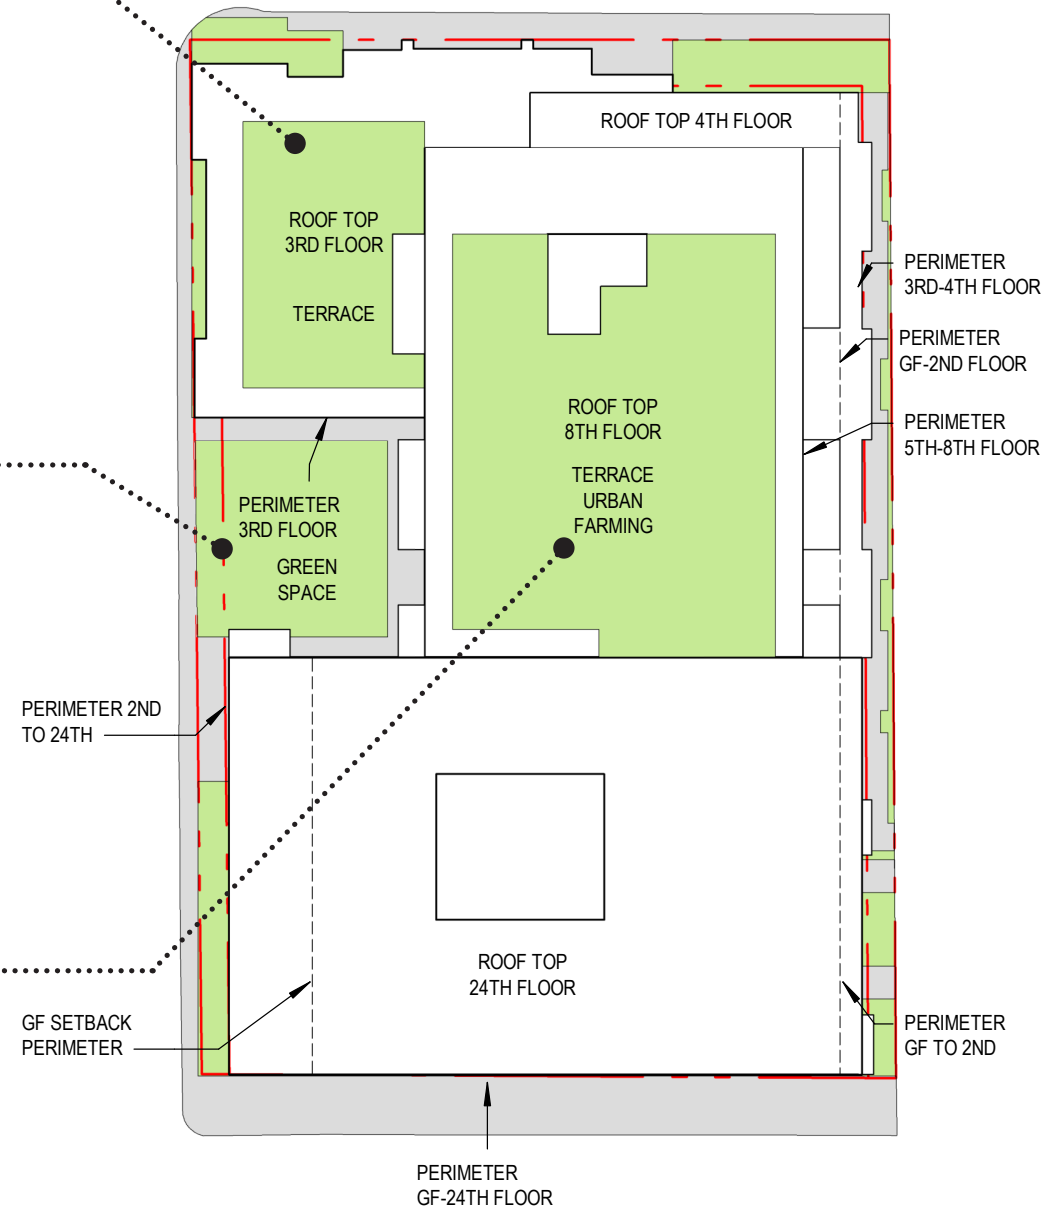 ROOF TOP 4TH FLOOR
ROOF TOP
3RD FLOOR
TERRACE
PERIMETER
3RD-4TH FLOOR
PERIMETER
GF-2ND FLOOR
ROOF TOP
8TH FLOOR
PERIMETER
5TH-8TH FLOOR
TERRACE
URBAN
FARMING
PERIMETER
3RD FLOOR
GREEN
SPACE
PERIMETER 2ND
TO 24TH
ROOF TOP
24TH FLOOR
GF SETBACK
PERIMETER
PERIMETER
GF TO 2ND
PERIMETER
GF-24TH FLOOR